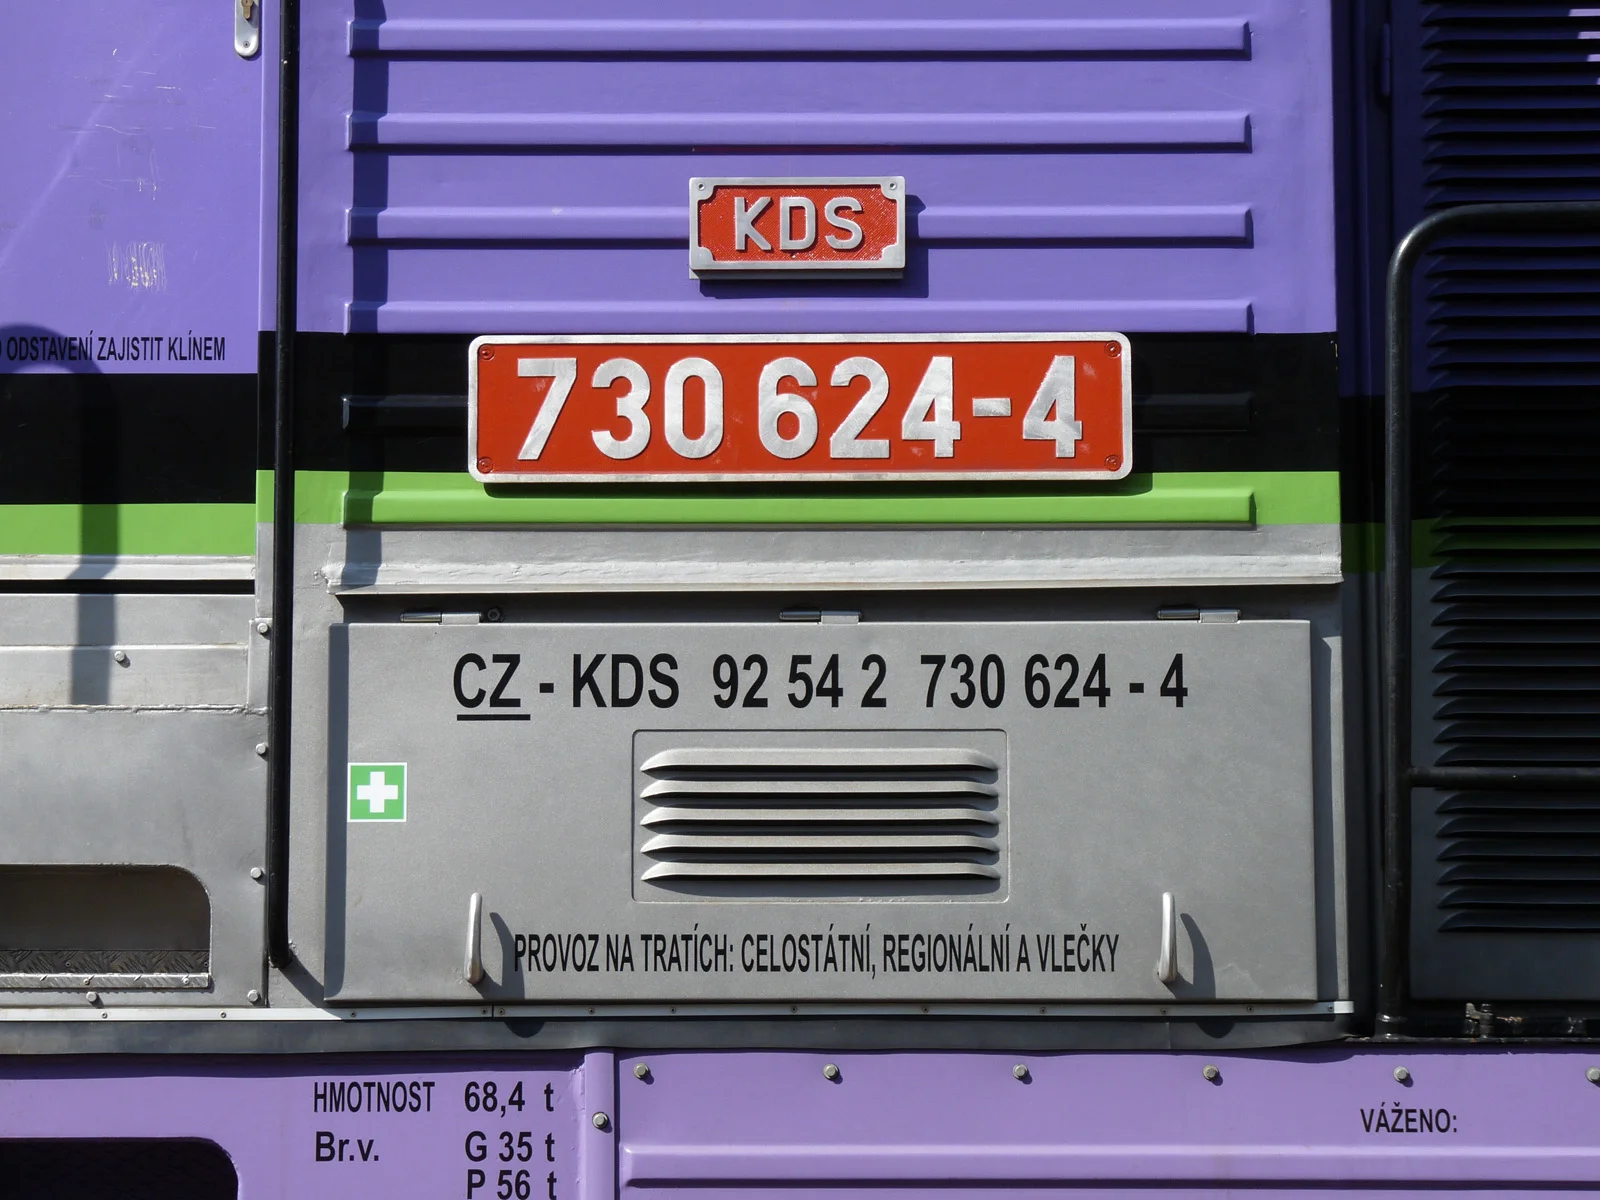 KDS
730 624-4
ODSTAVENÍ ZAJISTIT KLÍNEM
CZ - KDS 92 54 2 730 624 - 4
PROVOZ NA TRATÍCH: CELOSTÁTNÍ, REGIONÁLNÍ A VLEČKY
HMOTNOST 68,4 t
Br.v. G 35 t
P 56 t
VÁŽENO: